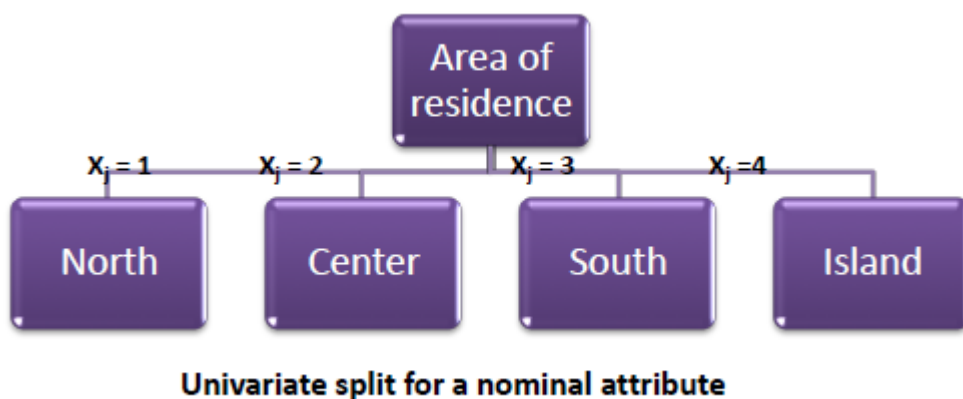 Area of
residence
Xj = 1
Xj = 2
Xj = 3
Xj =4
North
Center
South
Island
Univariate split for a nominal attribute